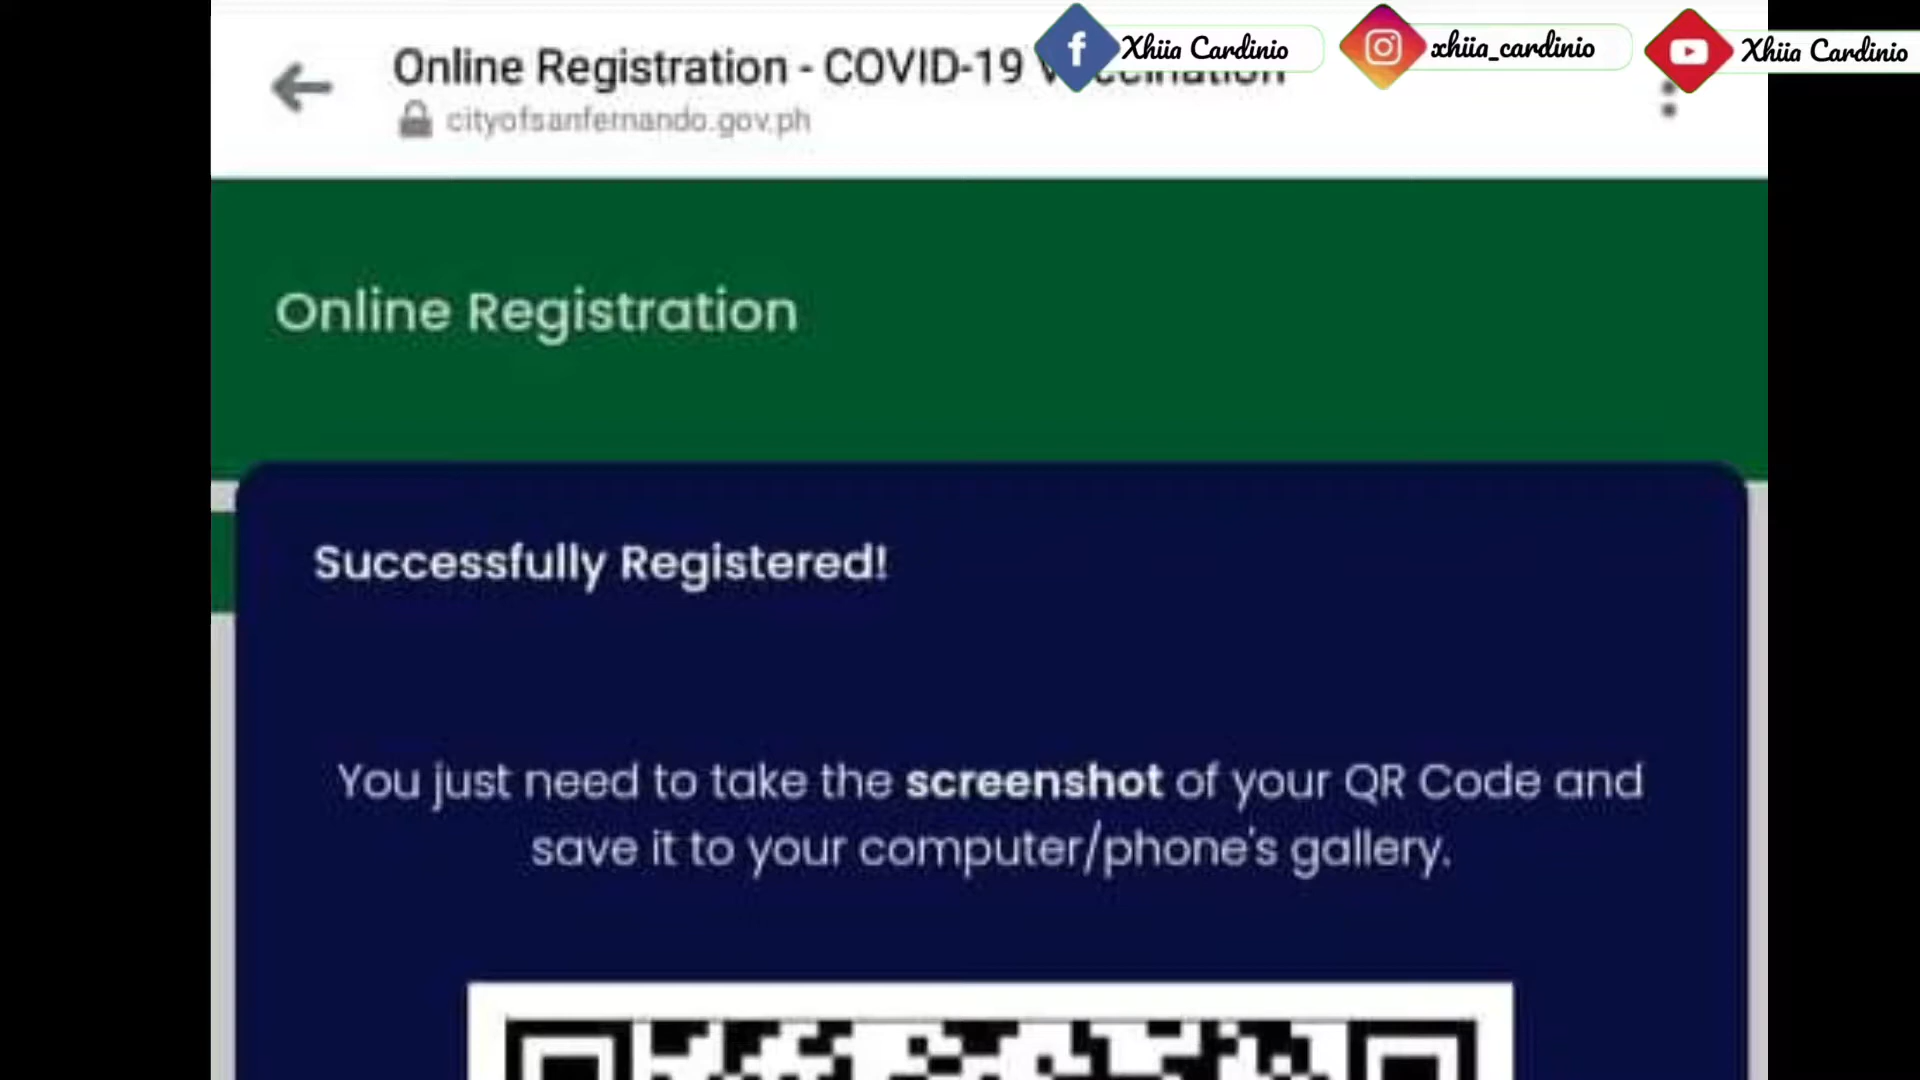 Online Registration - COVID-19 Vaccination
cityofsanfernando.gov.ph
Xhiia Cardinio
xhiia_cardinio
Xhiia Cardinio
Online Registration
Successfully Registered!
You just need to take the screenshot of your QR Code and
save it to your computer/phone's gallery.